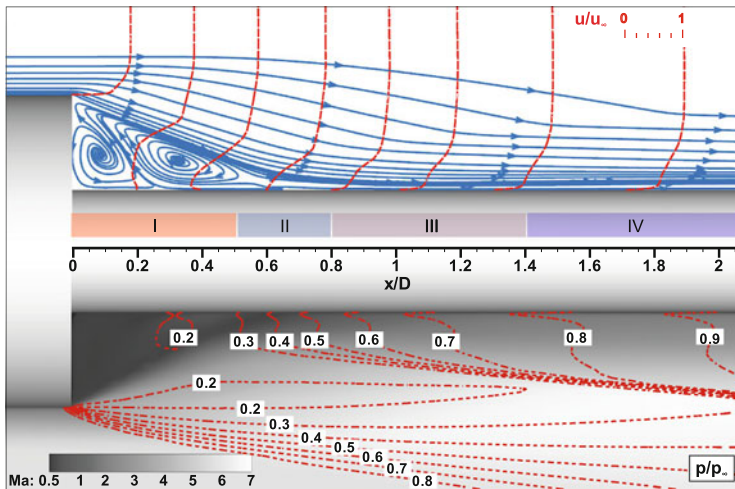 u/u∞
0 1
I II III IV
0 0.2 0.4 0.6 0.8 1 1.2 1.4 1.6 1.8 2
x/D
0.2 0.3 0.4 0.5 0.6 0.7 0.8 0.9
0.2
0.2
0.3
0.4
0.5
0.6
0.7
0.8
p/p∞
Ma: 0.5 1 2 3 4 5 6 7